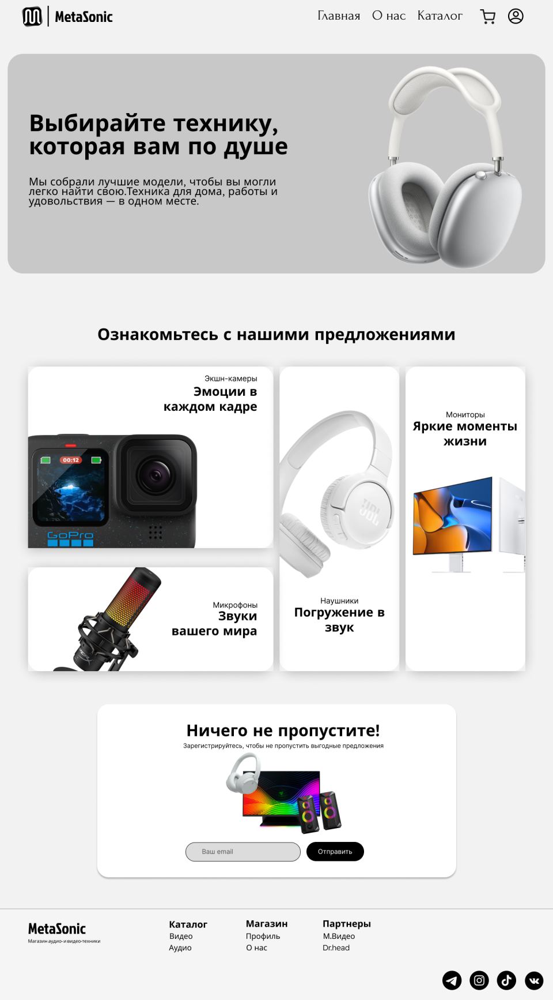 MetaSonic
Главная О нас Каталог
Выбирайте технику,
которая вам по душе
Мы собрали лучшие модели, чтобы вы могли
легко найти свою.Техника для дома, работы и
удовольствия — в одном месте.
Ознакомьтесь с нашими предложениями
Экшн-камеры
Эмоции в
каждом кадре
00:12
GoPro
Микрофоны
Звуки
вашего мира
JBL
Наушники
Погружение в
звук
Мониторы
Яркие моменты
жизни
Ничего не пропустите!
Зарегистрируйтесь, чтобы не пропустить выгодные предложения
Ваш email
Отправить
MetaSonic
Магазин аудио- и видео-техники
Каталог
Видео
Аудио
Магазин
Профиль
О нас
Партнеры
М.Видео
Dr.head